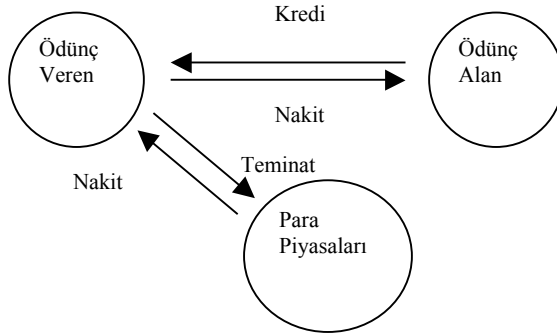 Kredi
Ödünç
Veren
Ödünç
Alan
Nakit
Teminat
Nakit
Para
Piyasaları